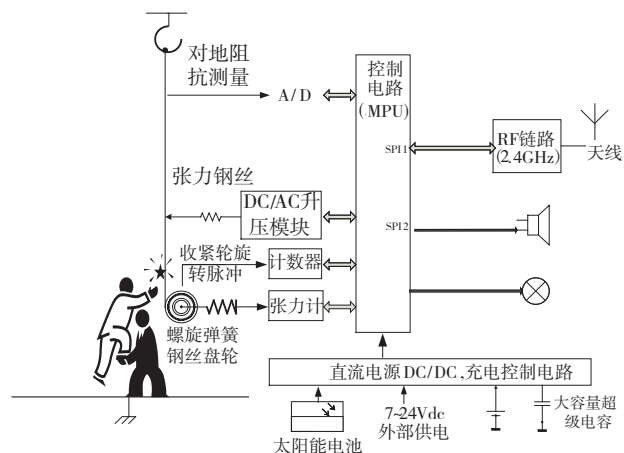 对地阻
抗测量
A/D
控制
电路
(MPU)
SPI1
RF链路
(2.4GHz)
天线
张力钢丝
DC/AC升
压模块
SPI2
收紧轮旋
转脉冲
计数器
张力计
螺旋弹簧
钢丝盘轮
直流电源DC/DC,充电控制电路
太阳能电池
7-24Vdc
外部供电
大容量超
级电容